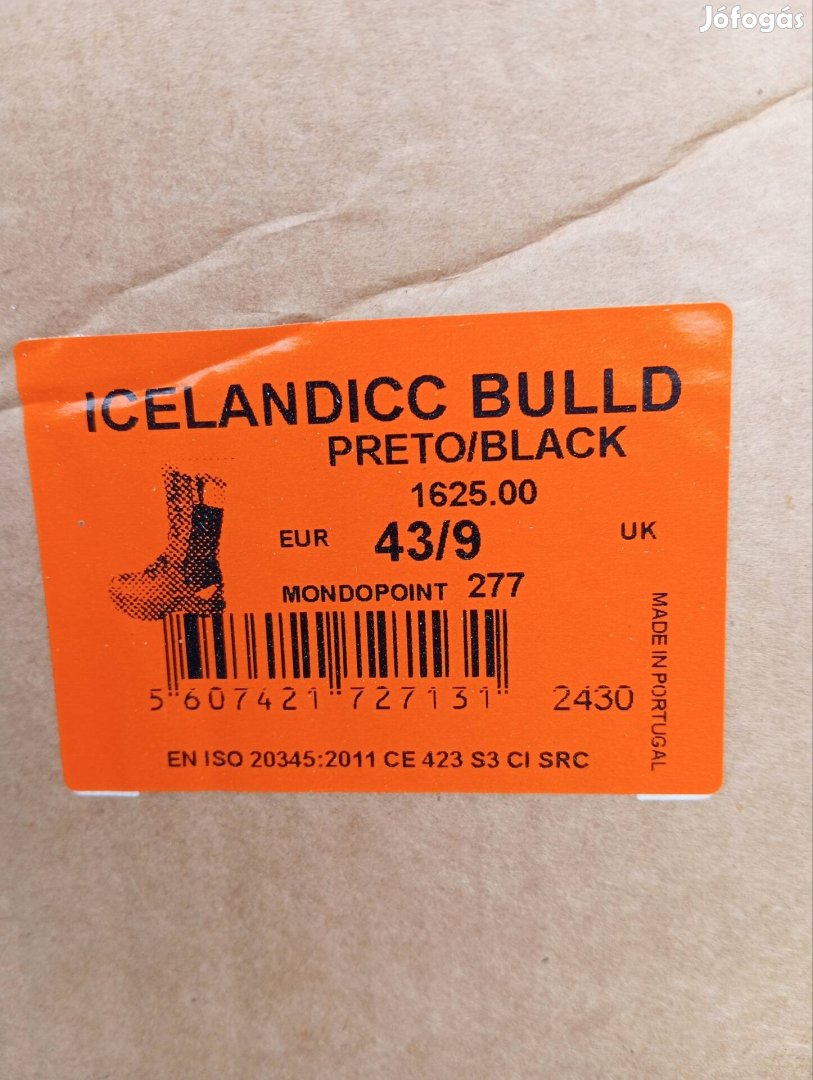 Jófogás
ICELANDICC BULLD
PRETO/BLACK
1625.00
EUR 43/9 UK
MONDOPOINT 277
MADE IN PORTUGAL
5 607421 727131 2430
EN ISO 20345:2011 CE 423 S3 CI SRC